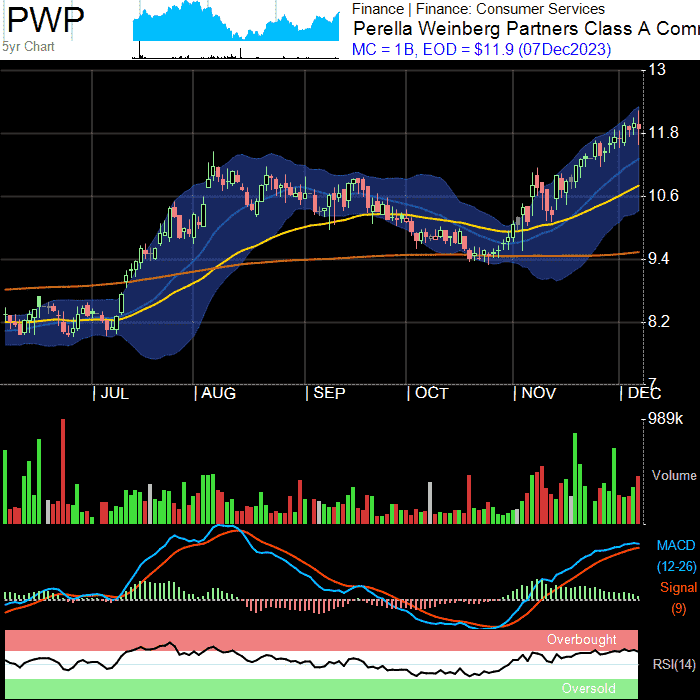 PWP
5yr Chart
Finance | Finance: Consumer Services
Perella Weinberg Partners Class A Com
MC = 1B, EOD = $11.9 (07Dec2023)
13
11.8
10.6
9.4
8.2
7
| JUL | AUG | SEP | OCT | NOV | DEC
989k
Volume
MACD
(12-26)
Signal
(9)
Overbought
RSI(14)
Oversold